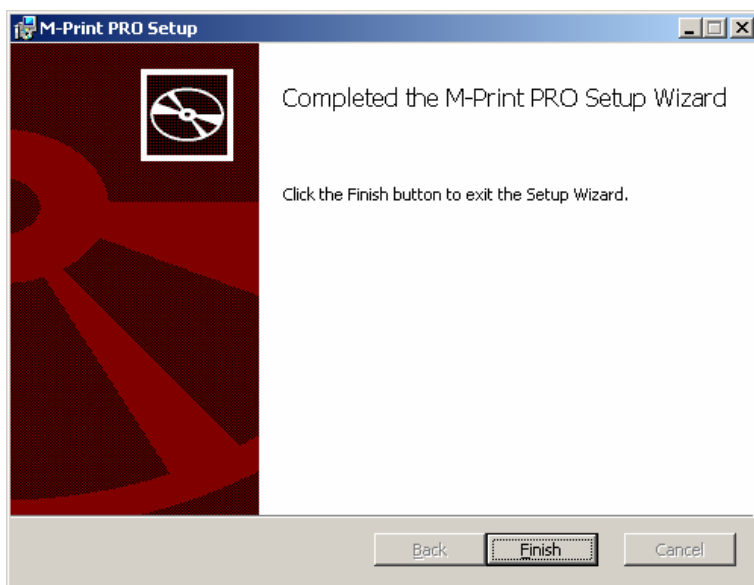 M-Print PRO Setup
Completed the M-Print PRO Setup Wizard
Click the Finish button to exit the Setup Wizard.
Back Finish Cancel